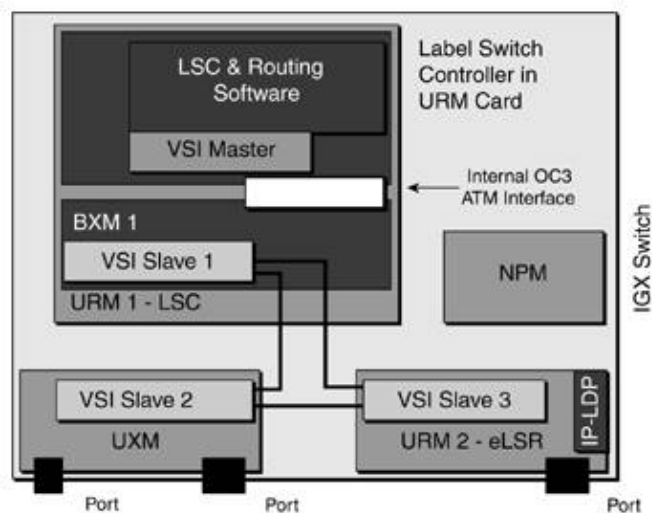 LSC & Routing
Software
VSI Master
Label Switch
Controller in
URM Card
Internal OC3
ATM Interface
BXM 1
VSI Slave 1
URM 1 - LSC
NPM
IGX Switch
VSI Slave 2
UXM
VSI Slave 3
URM 2 - eLSR
IP-LDP
Port
Port
Port